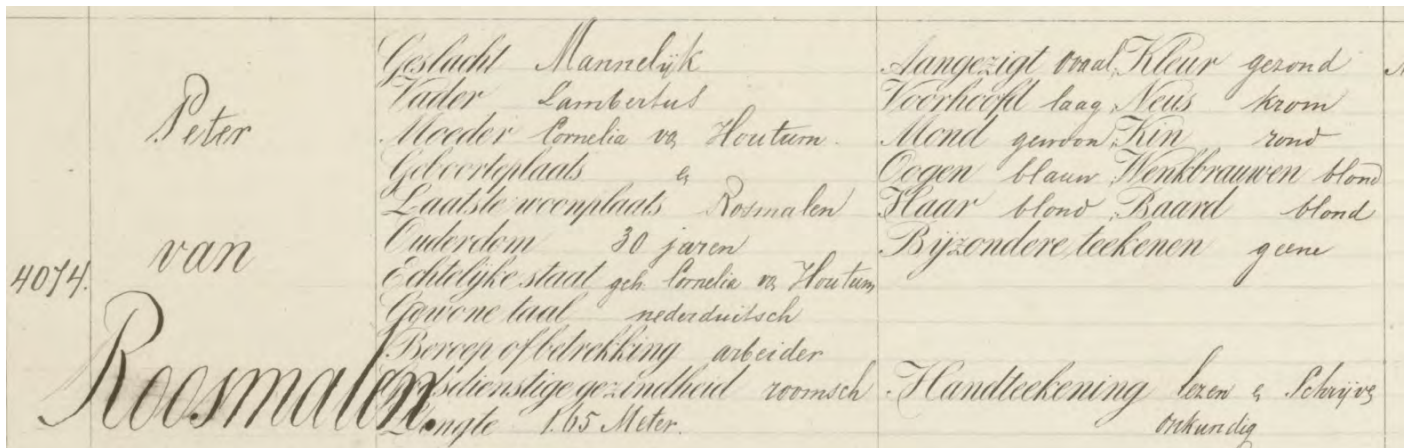 4074.
Peter
van
Roosmalen.
Geslacht Mannelijk
Vader Lambertus
Moeder Cornelia va Houtum.
Geboorteplaats &
Laatste woonplaats Rosmalen
Ouderdom 30 jaren
Echtelijke staat geh. Cornelia va Houtum
Gewone taal nederduitsch
Beroep of betrekking arbeider
Godsdienstige gezindheid roomsch
Lengte 1.65 Meter.
Aangezigt ovaal, Kleur gezond
Voorhoofd laag, Neus krom
Mond gewoon, Kin rond
Oogen blauw, Wenkbrauwen blond
Haar blond, Baard blond
Bijzondere teekenen geene
Handteekening lezen & Schrijve
onkundig